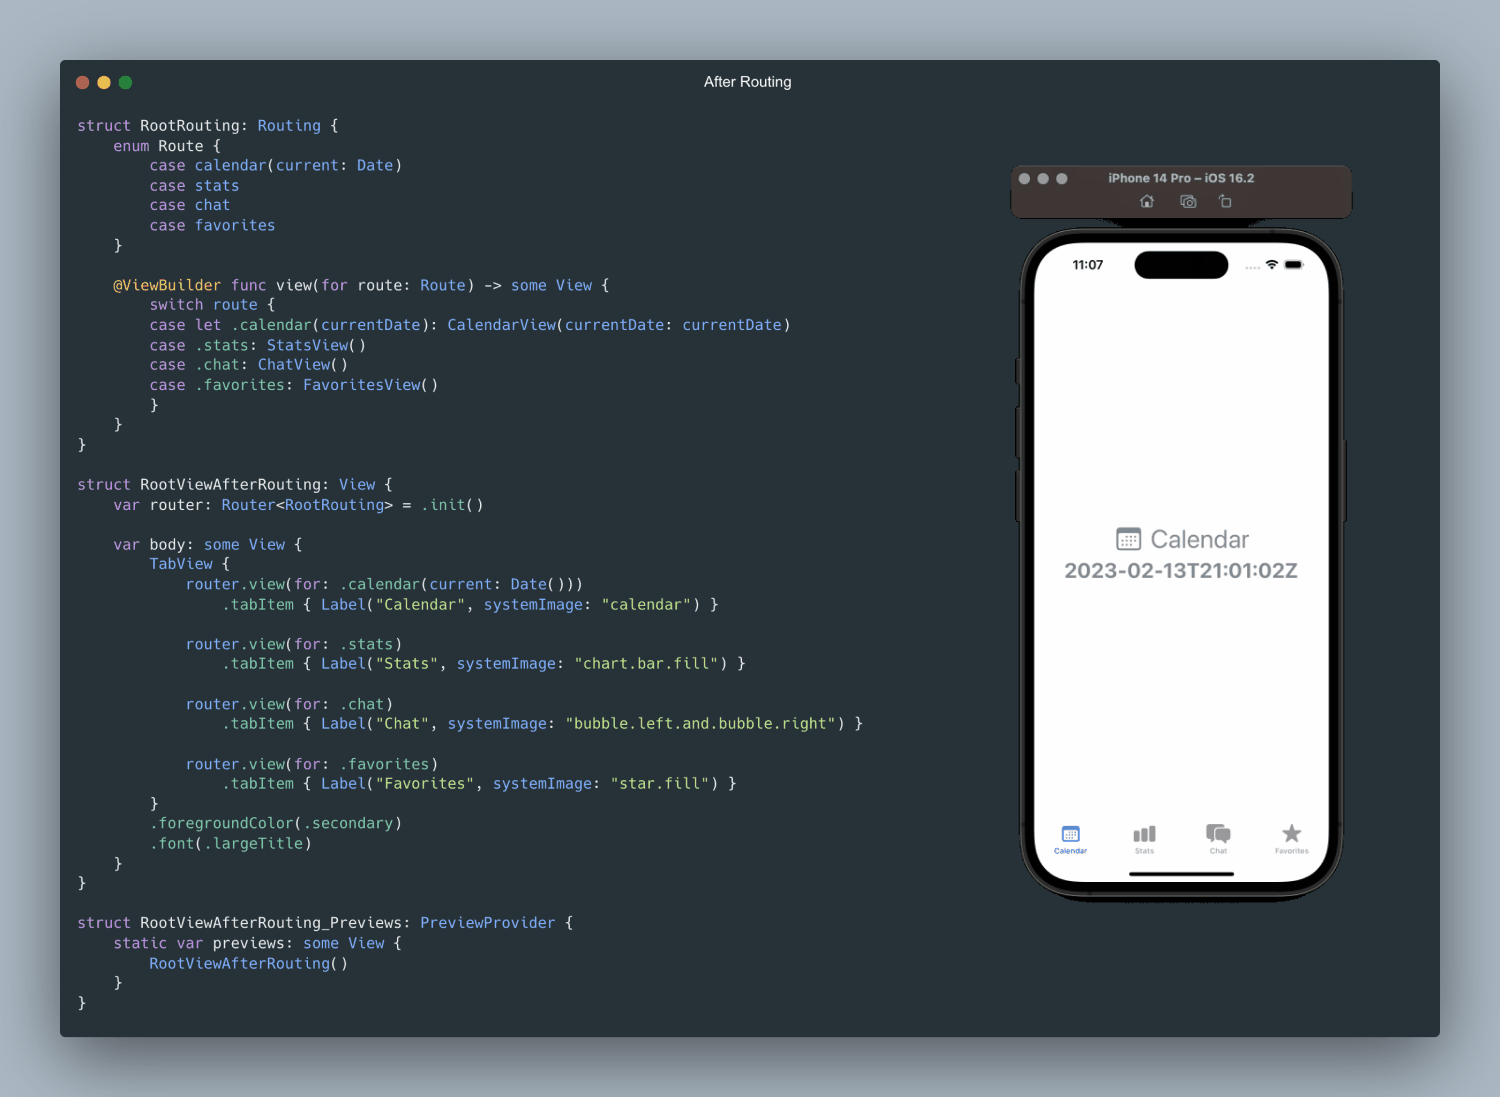 After Routing
struct RootRouting: Routing {
    enum Route {
        case calendar(current: Date)
        case stats
        case chat
        case favorites
    }

    @ViewBuilder func view(for route: Route) -> some View {
        switch route {
        case let .calendar(currentDate): CalendarView(currentDate: currentDate)
        case .stats: StatsView()
        case .chat: ChatView()
        case .favorites: FavoritesView()
        }
    }
}

struct RootViewAfterRouting: View {
    var router: Router<RootRouting> = .init()

    var body: some View {
        TabView {
            router.view(for: .calendar(current: Date()))
                .tabItem { Label("Calendar", systemImage: "calendar") }

            router.view(for: .stats)
                .tabItem { Label("Stats", systemImage: "chart.bar.fill") }

            router.view(for: .chat)
                .tabItem { Label("Chat", systemImage: "bubble.left.and.bubble.right") }

            router.view(for: .favorites)
                .tabItem { Label("Favorites", systemImage: "star.fill") }
        }
        .foregroundColor(.secondary)
        .font(.largeTitle)
    }
}

struct RootViewAfterRouting_Previews: PreviewProvider {
    static var previews: some View {
        RootViewAfterRouting()
    }
}
iPhone 14 Pro – iOS 16.2
11:07
Calendar
2023-02-13T21:01:02Z
Calendar Stats Chat Favorites